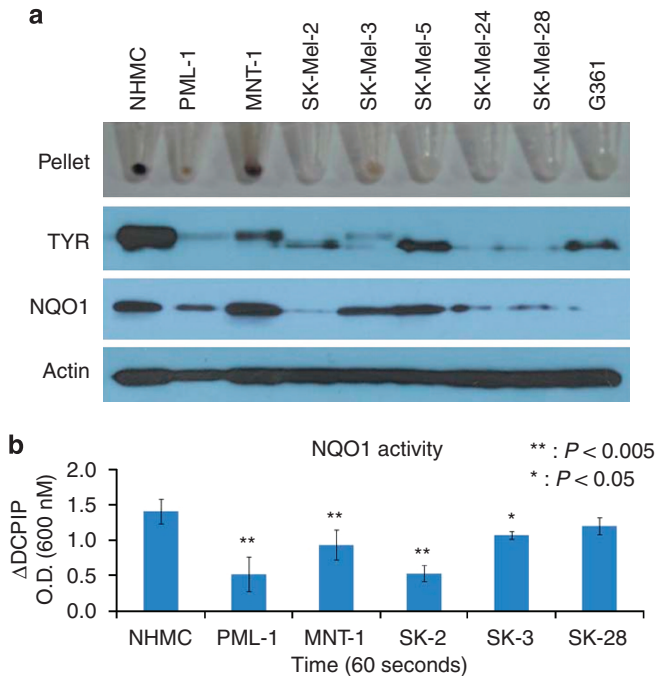 a
NHMC PML-1 MNT-1 SK-Mel-2 SK-Mel-3 SK-Mel-5 SK-Mel-24 SK-Mel-28 G361
Pellet
TYR
NQO1
Actin
b
NQO1 activity
** : P < 0.005
* : P < 0.05
ΔDCPIP
O.D. (600 nM)
2.0
1.5
1.0
0.5
0.0
** ** ** *
NHMC PML-1 MNT-1 SK-2 SK-3 SK-28
Time (60 seconds)